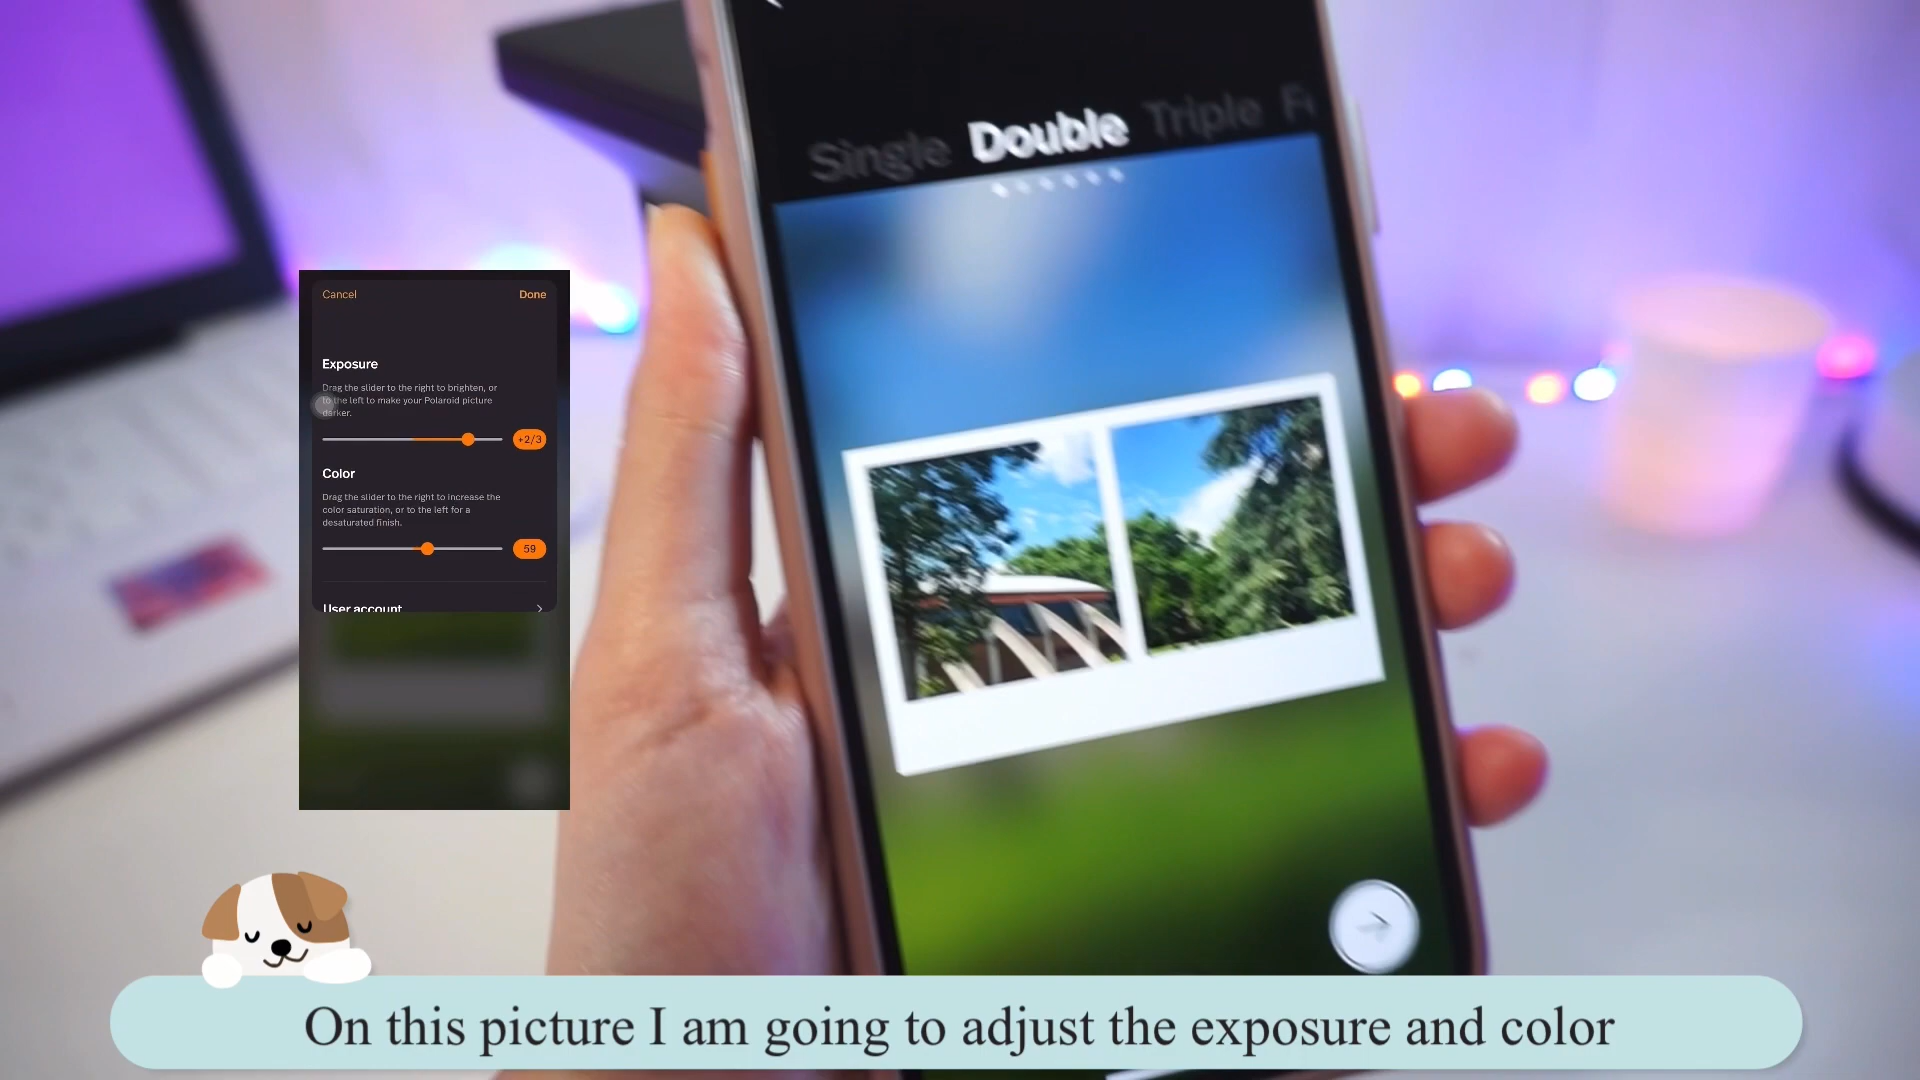 Single Double Triple
Cancel
Done
Exposure
Drag the slider to the right to brighten, or
to the left to make your Polaroid picture
darker.
+2/3
Color
Drag the slider to the right to increase the
color saturation, or to the left for a
desaturated finish.
59
User account
On this picture I am going to adjust the exposure and color